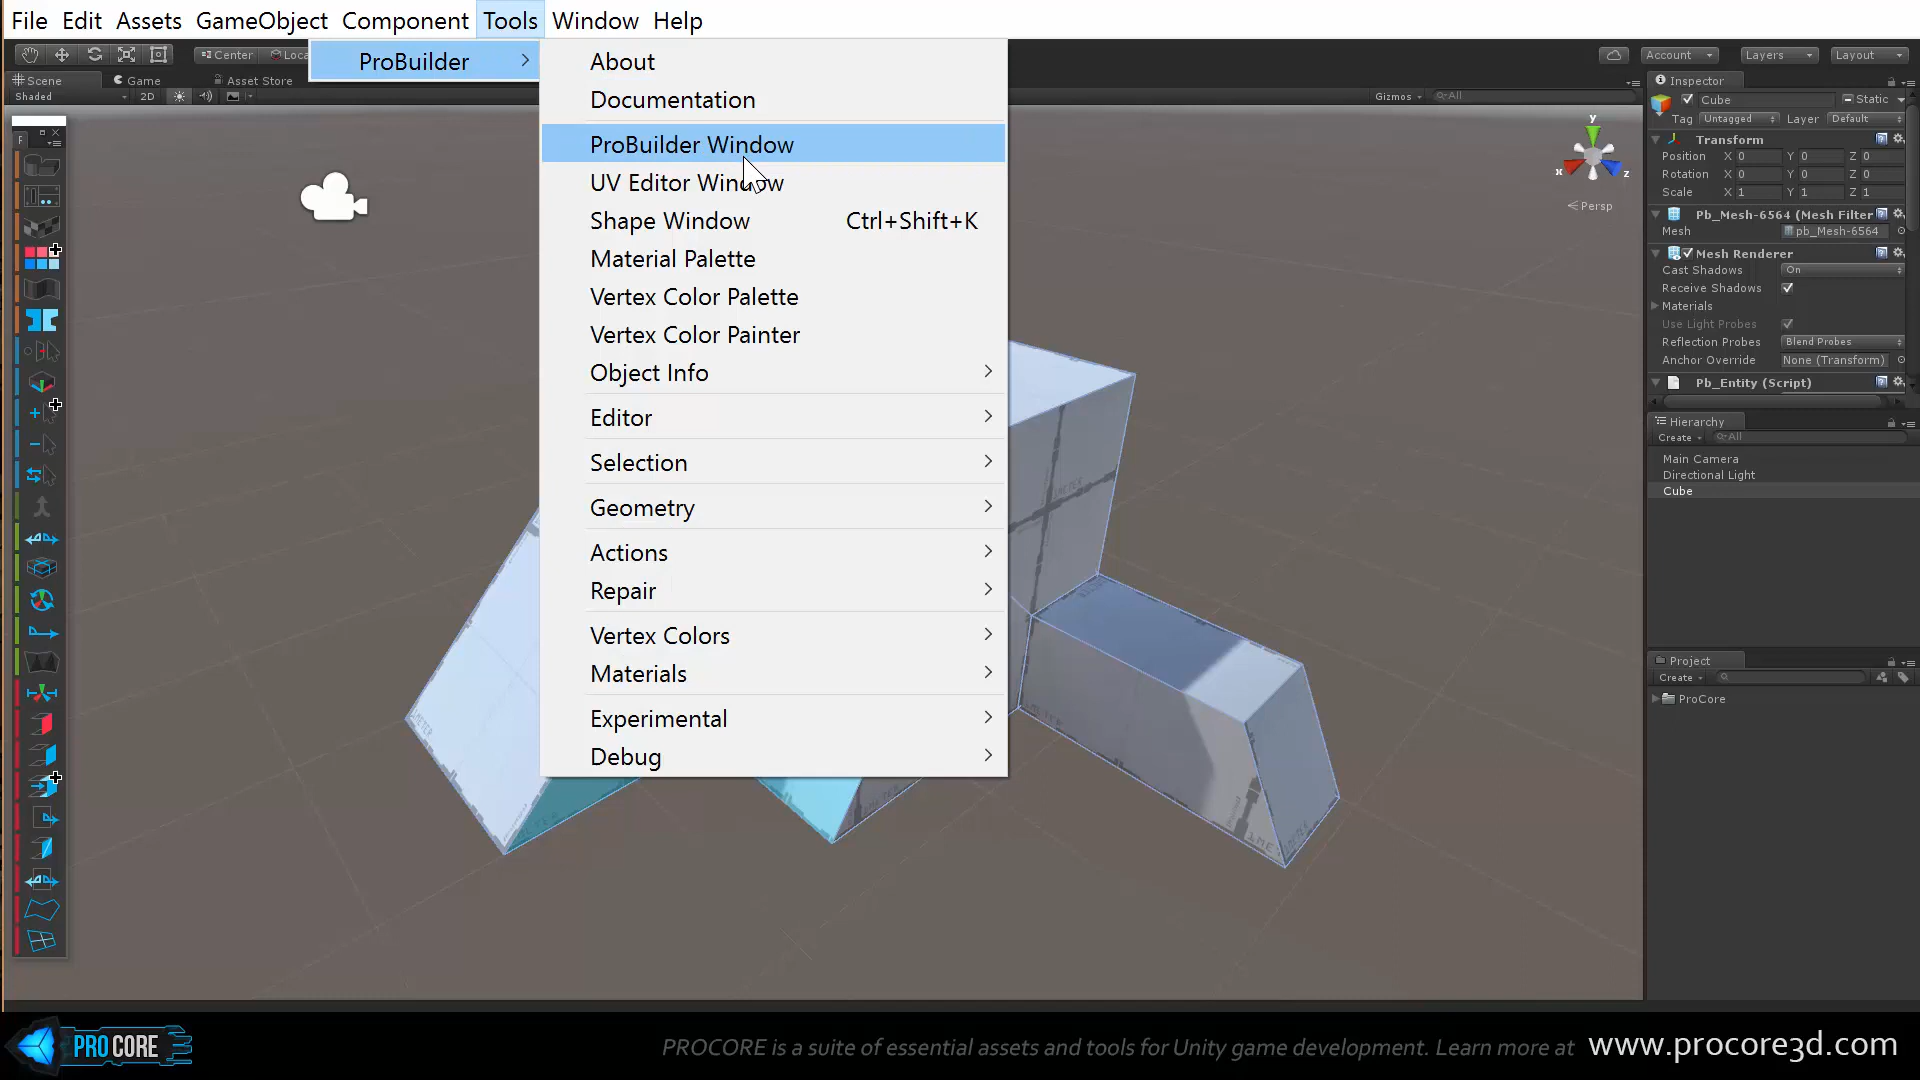 File Edit Assets GameObject Component Tools Window Help
Center Loca
Account Layers Layout
Scene Game Asset Store
Shaded 2D Gizmos All
ProBuilder
About
Documentation
ProBuilder Window
UV Editor Window
Shape Window Ctrl+Shift+K
Material Palette
Vertex Color Palette
Vertex Color Painter
Object Info
Editor
Selection
Geometry
Actions
Repair
Vertex Colors
Materials
Experimental
Debug
y
x z
Persp
Inspector
Cube Static
Tag Untagged Layer Default
Transform
Position X 0 Y 0 Z 0
Rotation X 0 Y 0 Z 0
Scale X 1 Y 1 Z 1
Pb_Mesh-6564 (Mesh Filter
Mesh pb_Mesh-6564
Mesh Renderer
Cast Shadows On
Receive Shadows
Materials
Use Light Probes
Reflection Probes Blend Probes
Anchor Override None (Transform)
Pb_Entity (Script)
Hierarchy
Create All
Main Camera
Directional Light
Cube
Project
Create
ProCore
PROCORE
PROCORE is a suite of essential assets and tools for Unity game development. Learn more at www.procore3d.com